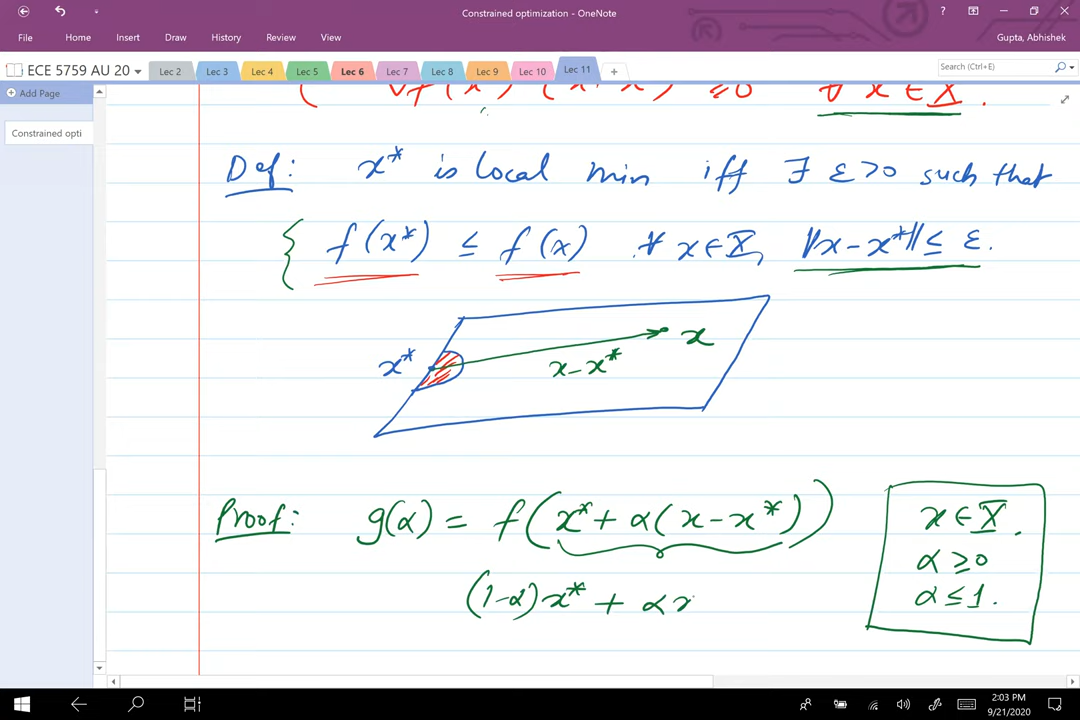 Constrained optimization - OneNote
?
File Home Insert Draw History Review View
Gupta, Abhishek
ECE 5759 AU 20
Lec 2 Lec 3 Lec 4 Lec 5 Lec 6 Lec 7 Lec 8 Lec 9 Lec 10 Lec 11
Search (Ctrl+E)
Add Page
Constrained opti
∀ x ∈ X.
Def: x* is local min iff ∃ ε>0 such that
f(x*) ≤ f(x) ∀ x∈X, ||x-x*|| ≤ ε.
x
x*
x-x*
Proof: g(α) = f(x*+ α(x-x*))
(1-α)x* + αx
x∈X.
α ≥ 0
α ≤ 1.
2:03 PM
9/21/2020